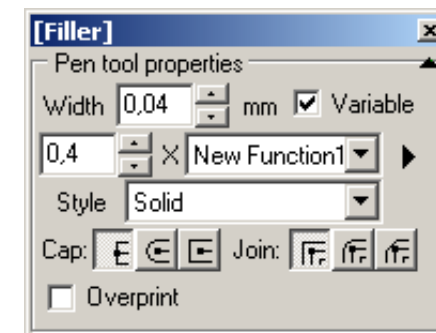 [Filler]
Pen tool properties
Width 0,04 mm Variable
0,4 X New Function1
Style Solid
Cap: Join:
Overprint